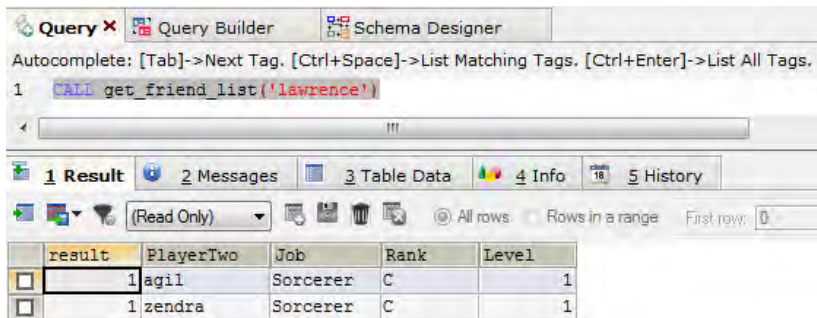 Query Query Builder Schema Designer
Autocomplete: [Tab]->Next Tag. [Ctrl+Space]->List Matching Tags. [Ctrl+Enter]->List All Tags.
1 CALL get_friend_list('lawrence')
1 Result 2 Messages 3 Table Data 4 Info 18 5 History
(Read Only) All rows Rows in a range First row: 0
result PlayerTwo Job Rank Level
1 agil Sorcerer C 1
1 zendra Sorcerer C 1